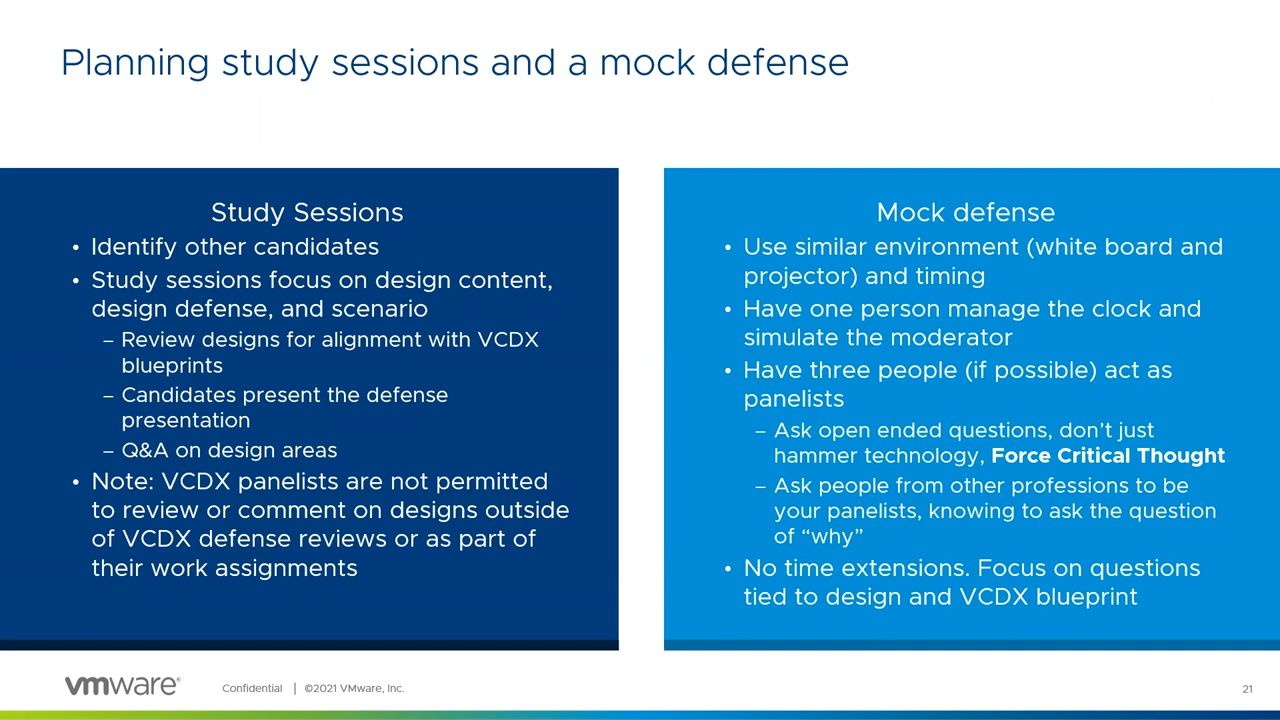 Planning study sessions and a mock defense
Study Sessions
• Identify other candidates
• Study sessions focus on design content,
design defense, and scenario
– Review designs for alignment with VCDX
blueprints
– Candidates present the defense
presentation
– Q&A on design areas
• Note: VCDX panelists are not permitted
to review or comment on designs outside
of VCDX defense reviews or as part of
their work assignments
Mock defense
• Use similar environment (white board and
projector) and timing
• Have one person manage the clock and
simulate the moderator
• Have three people (if possible) act as
panelists
– Ask open ended questions, don’t just
hammer technology, Force Critical Thought
– Ask people from other professions to be
your panelists, knowing to ask the question
of “why”
• No time extensions. Focus on questions
tied to design and VCDX blueprint
vmware®
Confidential | ©2021 VMware, Inc.
21